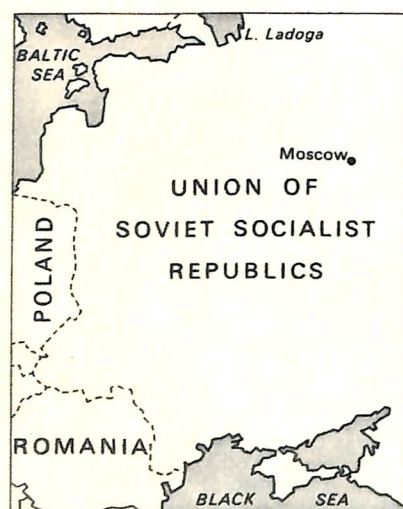 L. Ladoga
BALTIC
SEA
Moscow
UNION OF
SOVIET SOCIALIST
REPUBLICS
POLAND
ROMANIA
BLACK SEA